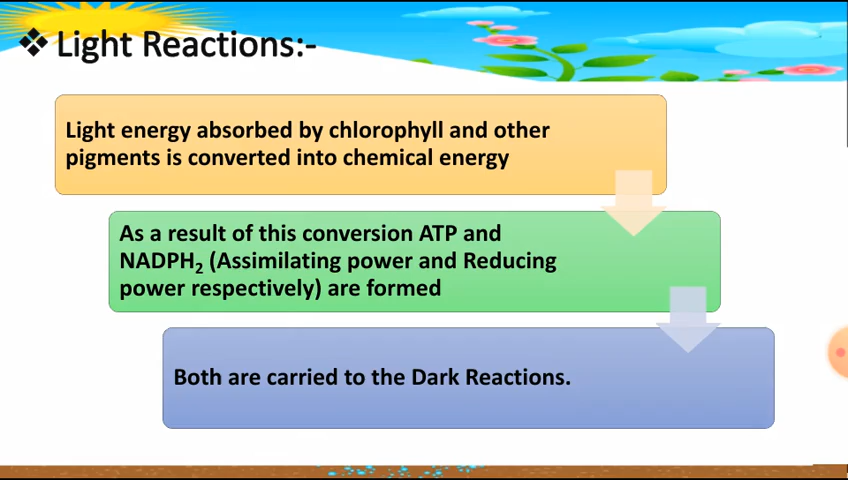 ❖ Light Reactions:-
Light energy absorbed by chlorophyll and other
pigments is converted into chemical energy
As a result of this conversion ATP and
NADPH₂ (Assimilating power and Reducing
power respectively) are formed
Both are carried to the Dark Reactions.